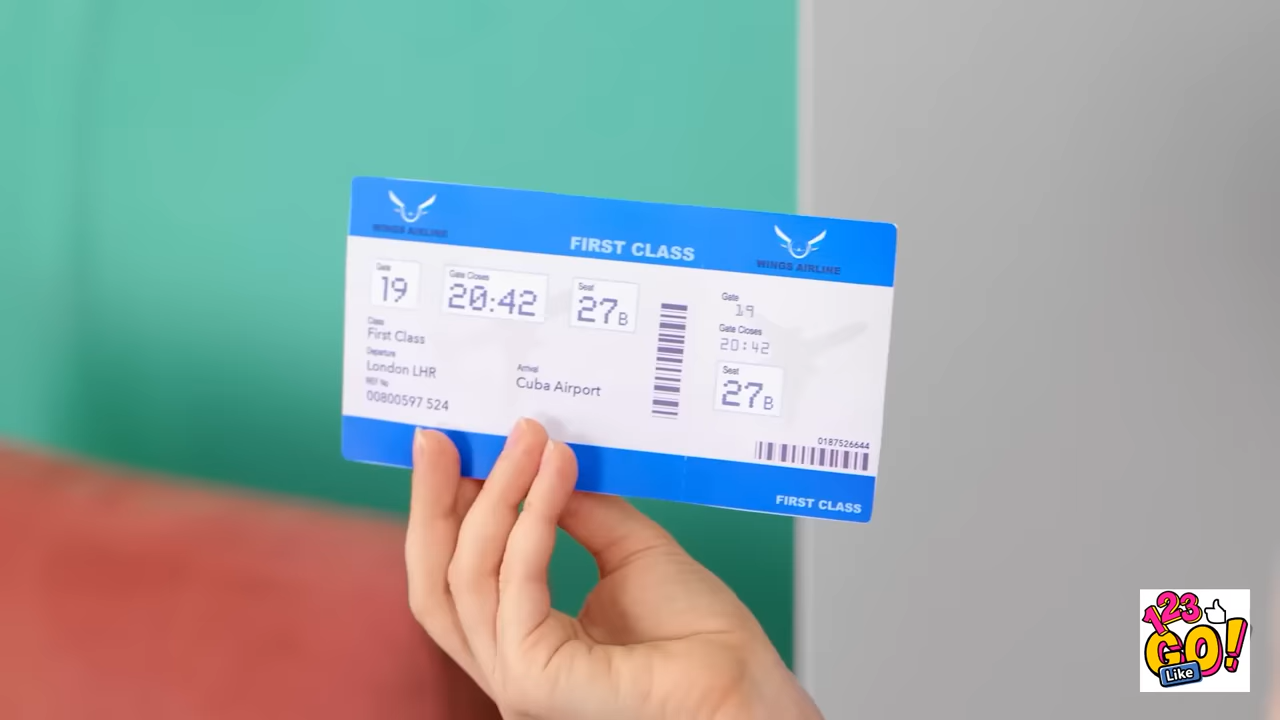 WINGS AIRLINE
FIRST CLASS
WINGS AIRLINE
Gate
19
Gate Closes
20:42
Seat
27B
Class
First Class
Departure
London LHR
REF No
00800597 524
Arrival
Cuba Airport
Gate
19
Gate Closes
20:42
Seat
27B
0187526644
FIRST CLASS
123
GO!
Like